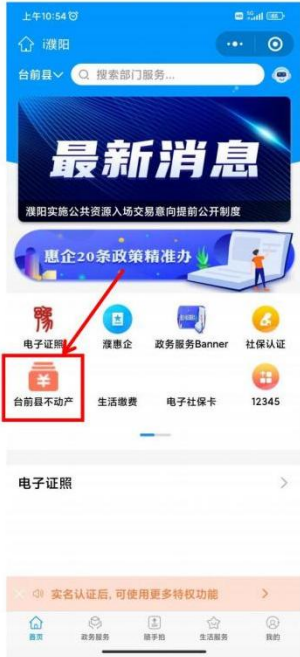 上午10:54
5G
i濮阳
台前县
搜索部门服务...
最新消息
濮阳实施公共资源入场交易意向提前公开制度
惠企20条政策精准办
豫
电子证照
濮惠企
政务服务Banner
社保认证
台前县不动产
生活缴费
电子社保卡
12345
电子证照
实名认证后, 可使用更多特权功能
首页
政务服务
随手拍
生活服务
我的